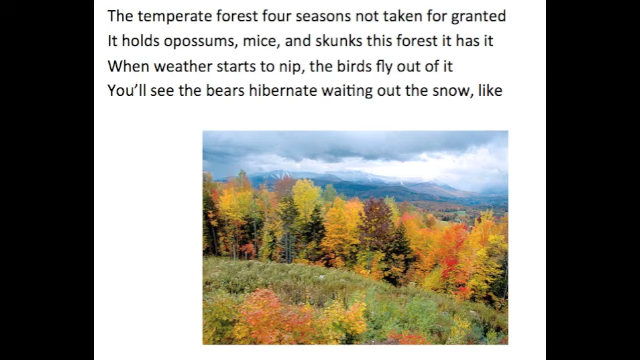 The temperate forest four seasons not taken for granted
It holds opossums, mice, and skunks this forest it has it
When weather starts to nip, the birds fly out of it
You’ll see the bears hibernate waiting out the snow, like